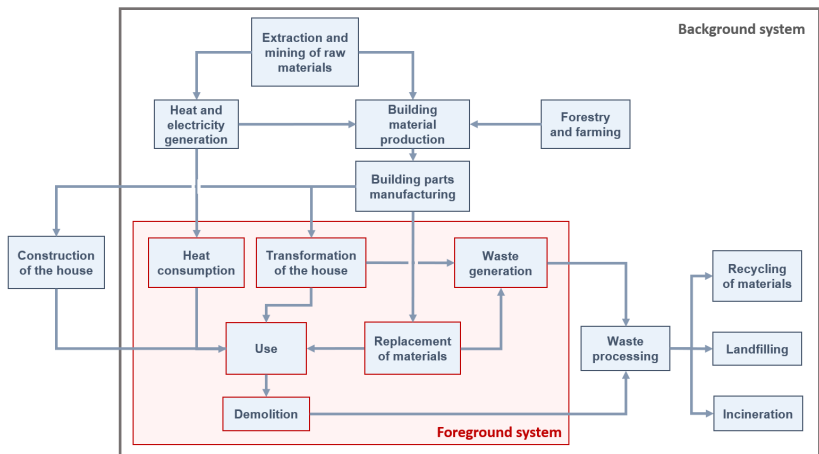 Background system
Extraction and
mining of raw
materials
Heat and
electricity
generation
Building
material
production
Forestry
and farming
Building parts
manufacturing
Construction
of the house
Heat
consumption
Transformation
of the house
Waste
generation
Recycling
of materials
Use
Replacement
of materials
Waste
processing
Landfilling
Demolition
Incineration
Foreground system